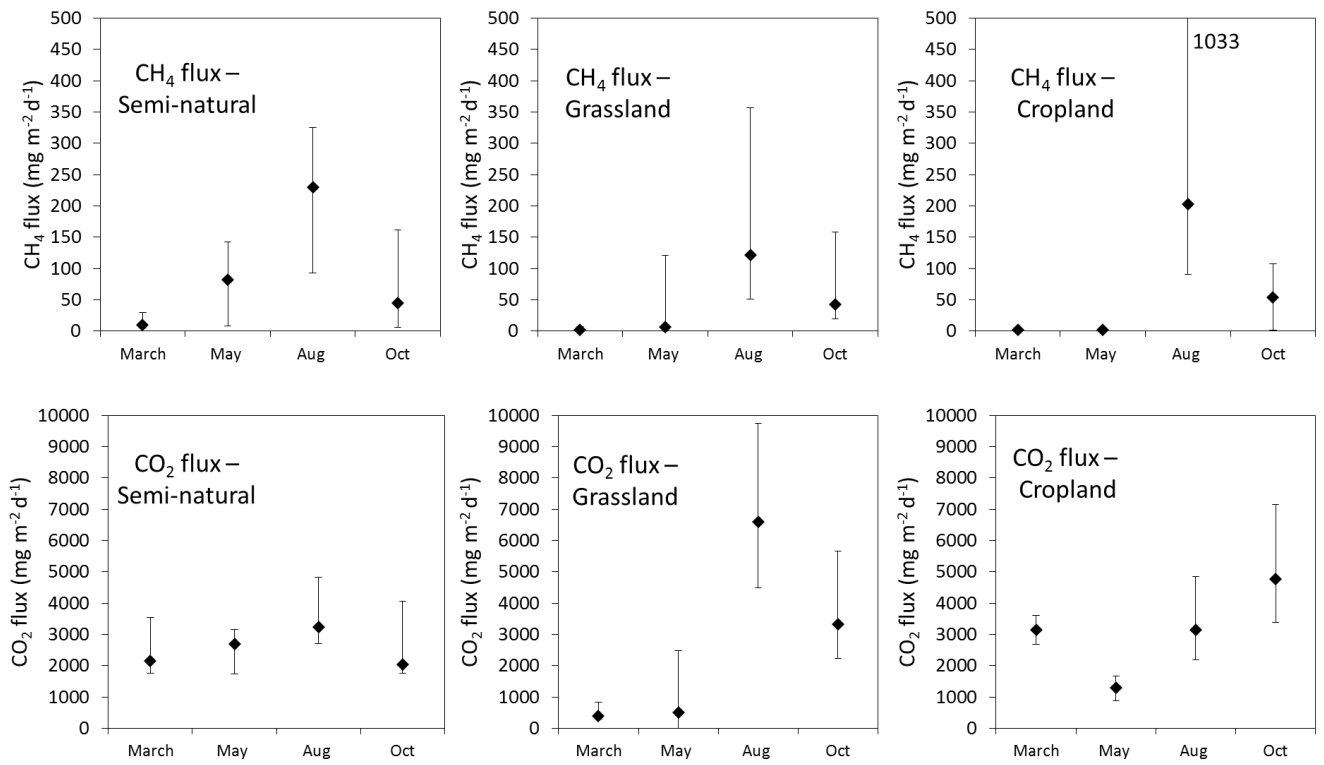 CH₄ flux (mg m⁻² d⁻¹)
500
450
400
350
300
250
200
150
100
50
0
CH₄ flux –
Semi-natural
March May Aug Oct
CH₄ flux (mg m⁻² d⁻¹)
500
450
400
350
300
250
200
150
100
50
0
CH₄ flux –
Grassland
March May Aug Oct
CH₄ flux (mg m⁻² d⁻¹)
500
450
400
350
300
250
200
150
100
50
0
1033
CH₄ flux –
Cropland
March May Aug Oct
CO₂ flux (mg m⁻² d⁻¹)
10000
9000
8000
7000
6000
5000
4000
3000
2000
1000
0
CO₂ flux –
Semi-natural
March May Aug Oct
CO₂ flux (mg m⁻² d⁻¹)
10000
9000
8000
7000
6000
5000
4000
3000
2000
1000
0
CO₂ flux –
Grassland
March May Aug Oct
CO₂ flux (mg m⁻² d⁻¹)
10000
9000
8000
7000
6000
5000
4000
3000
2000
1000
0
CO₂ flux –
Cropland
March May Aug Oct